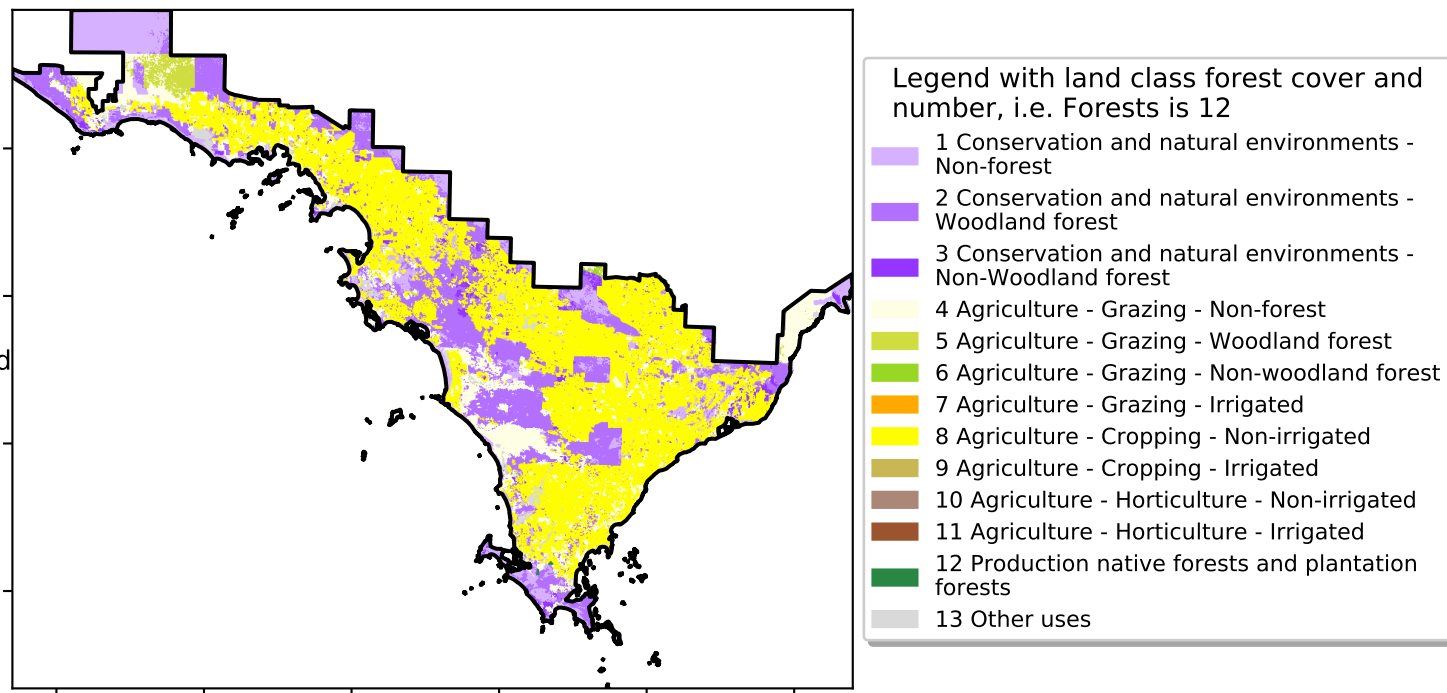 d
Legend with land class forest cover and
number, i.e. Forests is 12
1 Conservation and natural environments -
Non-forest
2 Conservation and natural environments -
Woodland forest
3 Conservation and natural environments -
Non-Woodland forest
4 Agriculture - Grazing - Non-forest
5 Agriculture - Grazing - Woodland forest
6 Agriculture - Grazing - Non-woodland forest
7 Agriculture - Grazing - Irrigated
8 Agriculture - Cropping - Non-irrigated
9 Agriculture - Cropping - Irrigated
10 Agriculture - Horticulture - Non-irrigated
11 Agriculture - Horticulture - Irrigated
12 Production native forests and plantation
forests
13 Other uses